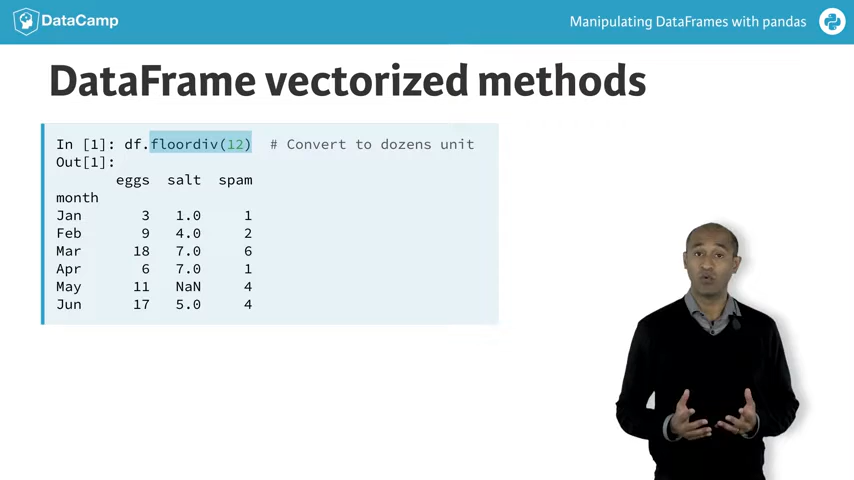 DataCamp
Manipulating DataFrames with pandas
DataFrame vectorized methods
In [1]: df.floordiv(12)  # Convert to dozens unit
Out[1]:
eggs salt spam
month
Jan 3 1.0 1
Feb 9 4.0 2
Mar 18 7.0 6
Apr 6 7.0 1
May 11 NaN 4
Jun 17 5.0 4